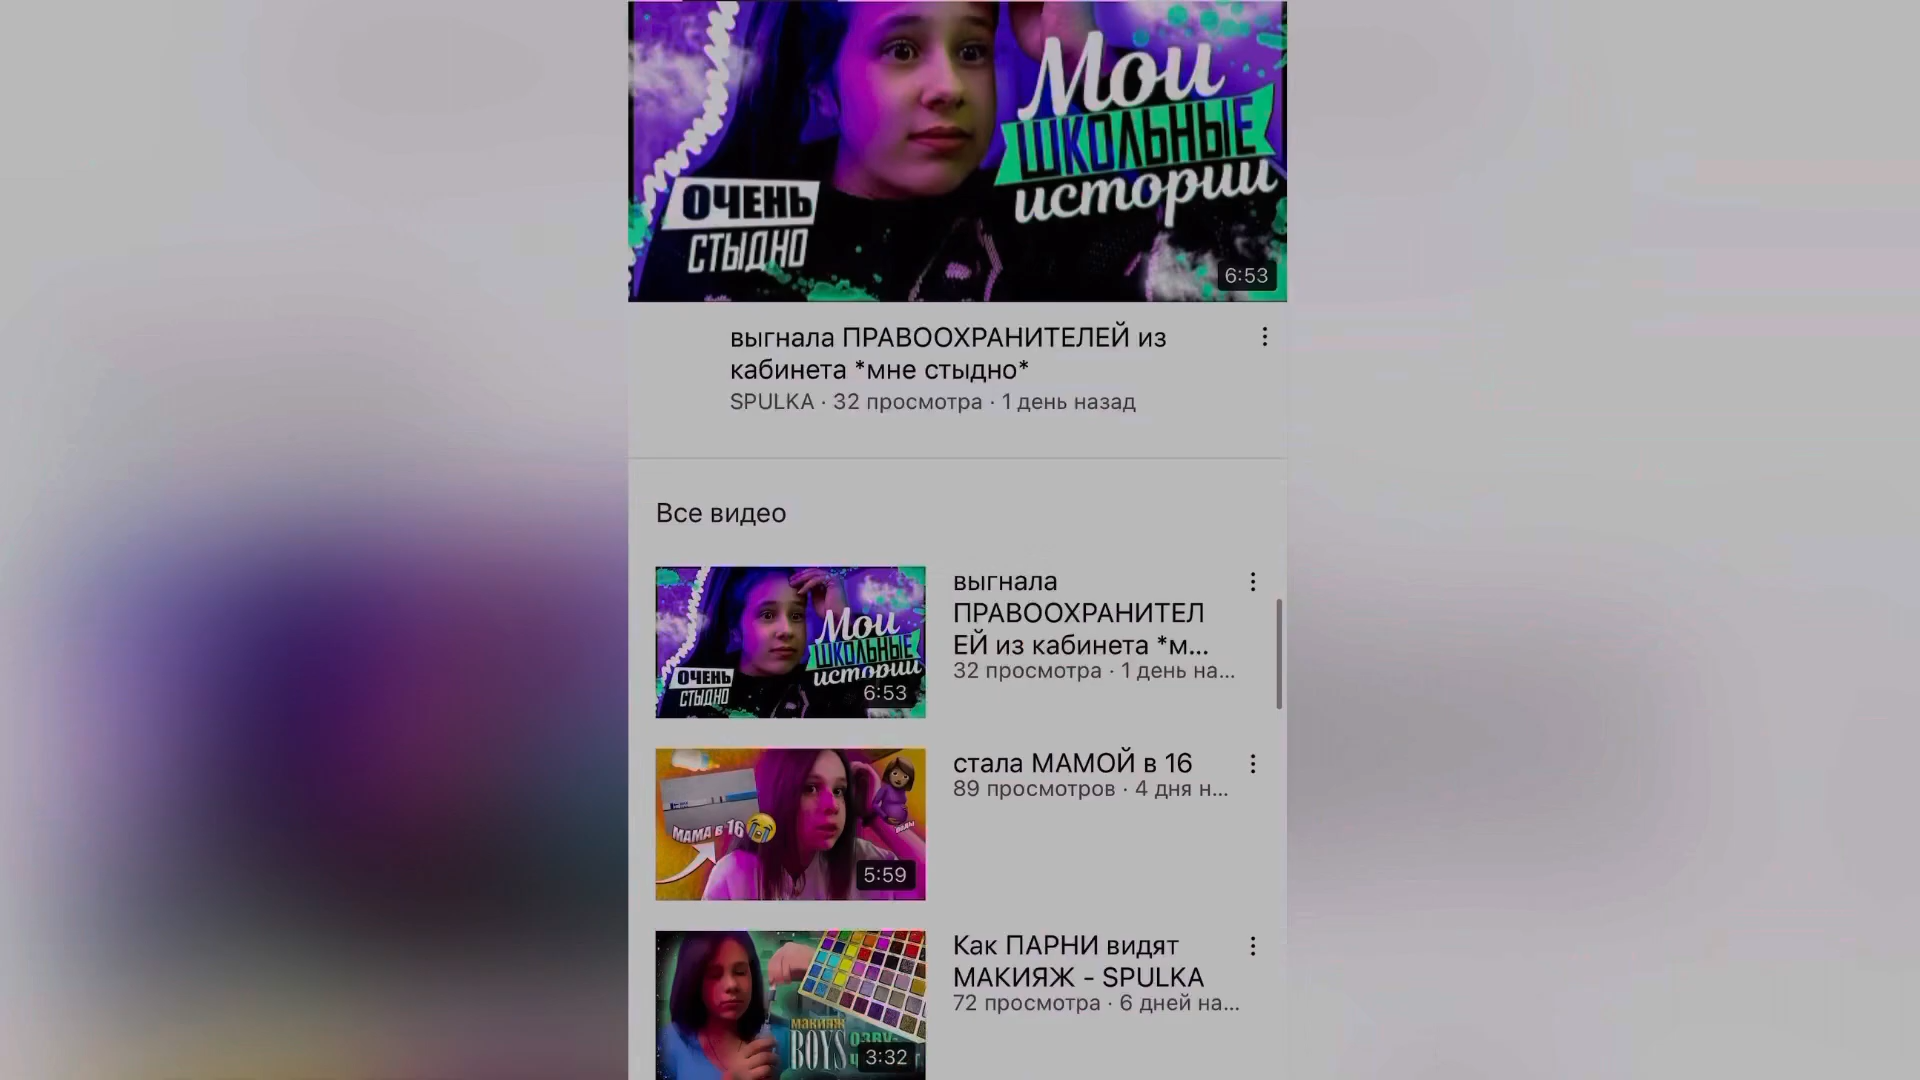 Мои
ШКОЛЬНЫЕ
истории
ОЧЕНЬ
СТЫДНО
6:53
выгнала ПРАВООХРАНИТЕЛЕЙ из
кабинета *мне стыдно*
SPULKA · 32 просмотра · 1 день назад
Все видео
Мои
ШКОЛЬНЫЕ
истории
ОЧЕНЬ
СТЫДНО
6:53
выгнала
ПРАВООХРАНИТЕЛ
ЕЙ из кабинета *м...
32 просмотра · 1 день на...
МАМА в 16
5:59
стала МАМОЙ в 16
89 просмотров · 4 дня н...
макияж
BOYS
3:32
Как ПАРНИ видят
МАКИЯЖ - SPULKA
72 просмотра · 6 дней на...